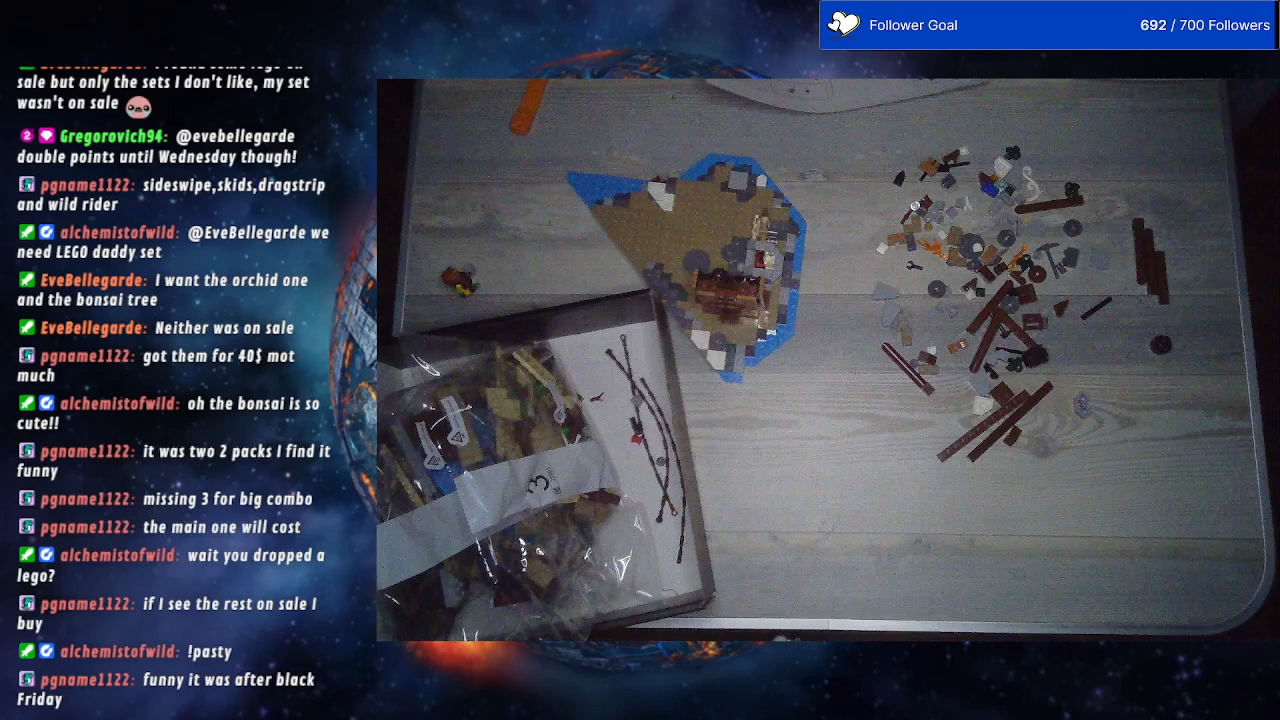 Follower Goal 692 / 700 Followers
sale but only the sets I don't like, my set
wasn't on sale
2 Gregorovich94: @evebellegarde
double points until Wednesday though!
pgname1122: sideswipe,skids,dragstrip
and wild rider
alchemistofwild: @EveBellegarde we
need LEGO daddy set
EveBellegarde: I want the orchid one
and the bonsai tree
EveBellegarde: Neither was on sale
pgname1122: got them for 40$ mot
much
alchemistofwild: oh the bonsai is so
cute!!
pgname1122: it was two 2 packs I find it
funny
pgname1122: missing 3 for big combo
pgname1122: the main one will cost
alchemistofwild: wait you dropped a
lego?
pgname1122: if I see the rest on sale I
buy
alchemistofwild: !pasty
pgname1122: funny it was after black
Friday
3